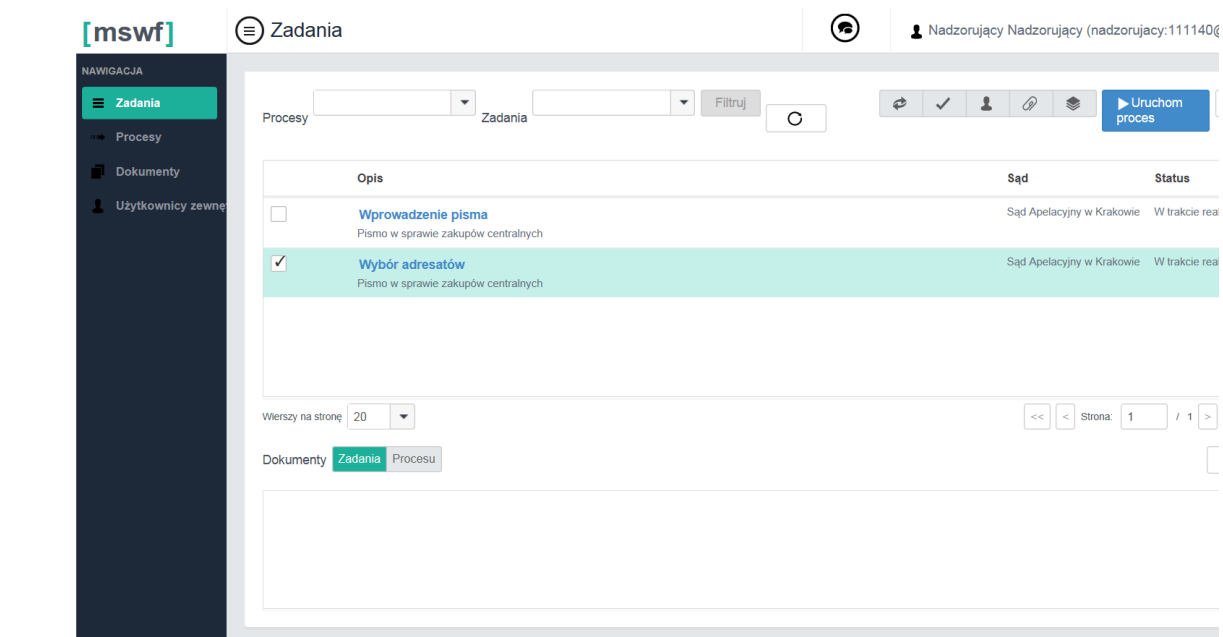 [mswf]
Zadania
Nadzorujący Nadzorujący (nadzorujacy:111140@
NAWIGACJA
Zadania
Procesy
Dokumenty
Użytkownicy zewnę
Procesy
Zadania
Filtruj
Uruchom
proces
Opis
Sąd
Status
Wprowadzenie pisma
Pismo w sprawie zakupów centralnych
Sąd Apelacyjny w Krakowie
W trakcie real
Wybór adresatów
Pismo w sprawie zakupów centralnych
Sąd Apelacyjny w Krakowie
W trakcie real
Wierszy na stronę 20
<< < Strona: 1 / 1 >
Dokumenty Zadania Procesu